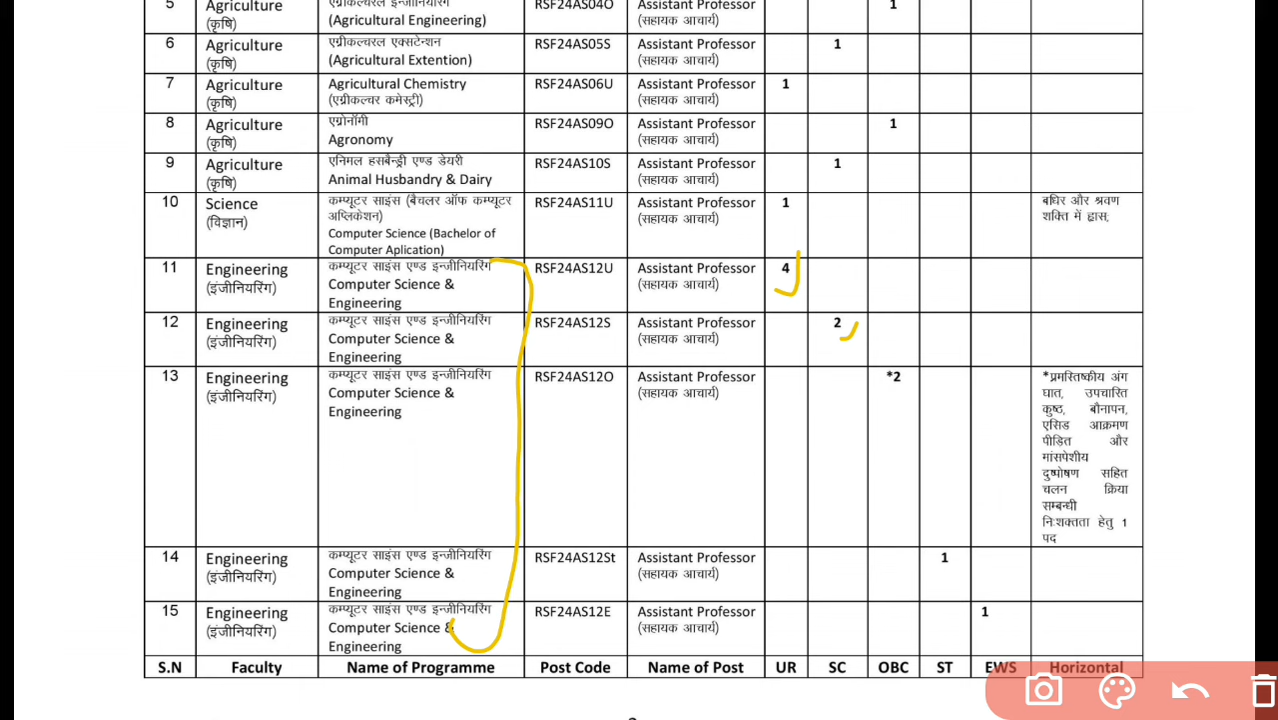 5 Agriculture एग्रीकल्चरल इन्जीनियरिंग RSF24AS04O Assistant Professor 1
(कृषि) (Agricultural Engineering) (सहायक आचार्य)
6 Agriculture एग्रीकल्चरल एक्सटेन्शन RSF24AS05S Assistant Professor 1
(कृषि) (Agricultural Extention) (सहायक आचार्य)
7 Agriculture Agricultural Chemistry RSF24AS06U Assistant Professor 1
(कृषि) (एग्रीकल्चर कमेस्ट्री) (सहायक आचार्य)
8 Agriculture एग्रोनॉमी RSF24AS09O Assistant Professor 1
(कृषि) Agronomy (सहायक आचार्य)
9 Agriculture एनिमल हसबैन्ड्री एण्ड डेयरी RSF24AS10S Assistant Professor 1
(कृषि) Animal Husbandry & Dairy (सहायक आचार्य)
10 Science कम्प्यूटर साइंस (बैचलर ऑफ कम्प्यूटर RSF24AS11U Assistant Professor 1 बधिर और श्रवण
(विज्ञान) अप्लिकेशन) (सहायक आचार्य) शक्ति में ह्रास;
Computer Science (Bachelor of
Computer Aplication)
11 Engineering कम्प्यूटर साइंस एण्ड इन्जीनियरिंग RSF24AS12U Assistant Professor 4
(इंजीनियरिंग) Computer Science & (सहायक आचार्य)
Engineering
12 Engineering कम्प्यूटर साइंस एण्ड इन्जीनियरिंग RSF24AS12S Assistant Professor 2
(इंजीनियरिंग) Computer Science & (सहायक आचार्य)
Engineering
13 Engineering कम्प्यूटर साइंस एण्ड इन्जीनियरिंग RSF24AS12O Assistant Professor *2 *प्रमस्तिष्कीय अंग
(इंजीनियरिंग) Computer Science & (सहायक आचार्य) घात, उपचारित
Engineering कुष्ठ, बौनापन,
एसिड आक्रमण
पीड़ित और
मांसपेशीय
दुष्पोषण सहित
चलन क्रिया
सम्बन्धी
निःशक्तता हेतु 1
पद
14 Engineering कम्प्यूटर साइंस एण्ड इन्जीनियरिंग RSF24AS12St Assistant Professor 1
(इंजीनियरिंग) Computer Science & (सहायक आचार्य)
Engineering
15 Engineering कम्प्यूटर साइंस एण्ड इन्जीनियरिंग RSF24AS12E Assistant Professor 1
(इंजीनियरिंग) Computer Science & (सहायक आचार्य)
Engineering
S.N Faculty Name of Programme Post Code Name of Post UR SC OBC ST EWS Horizontal